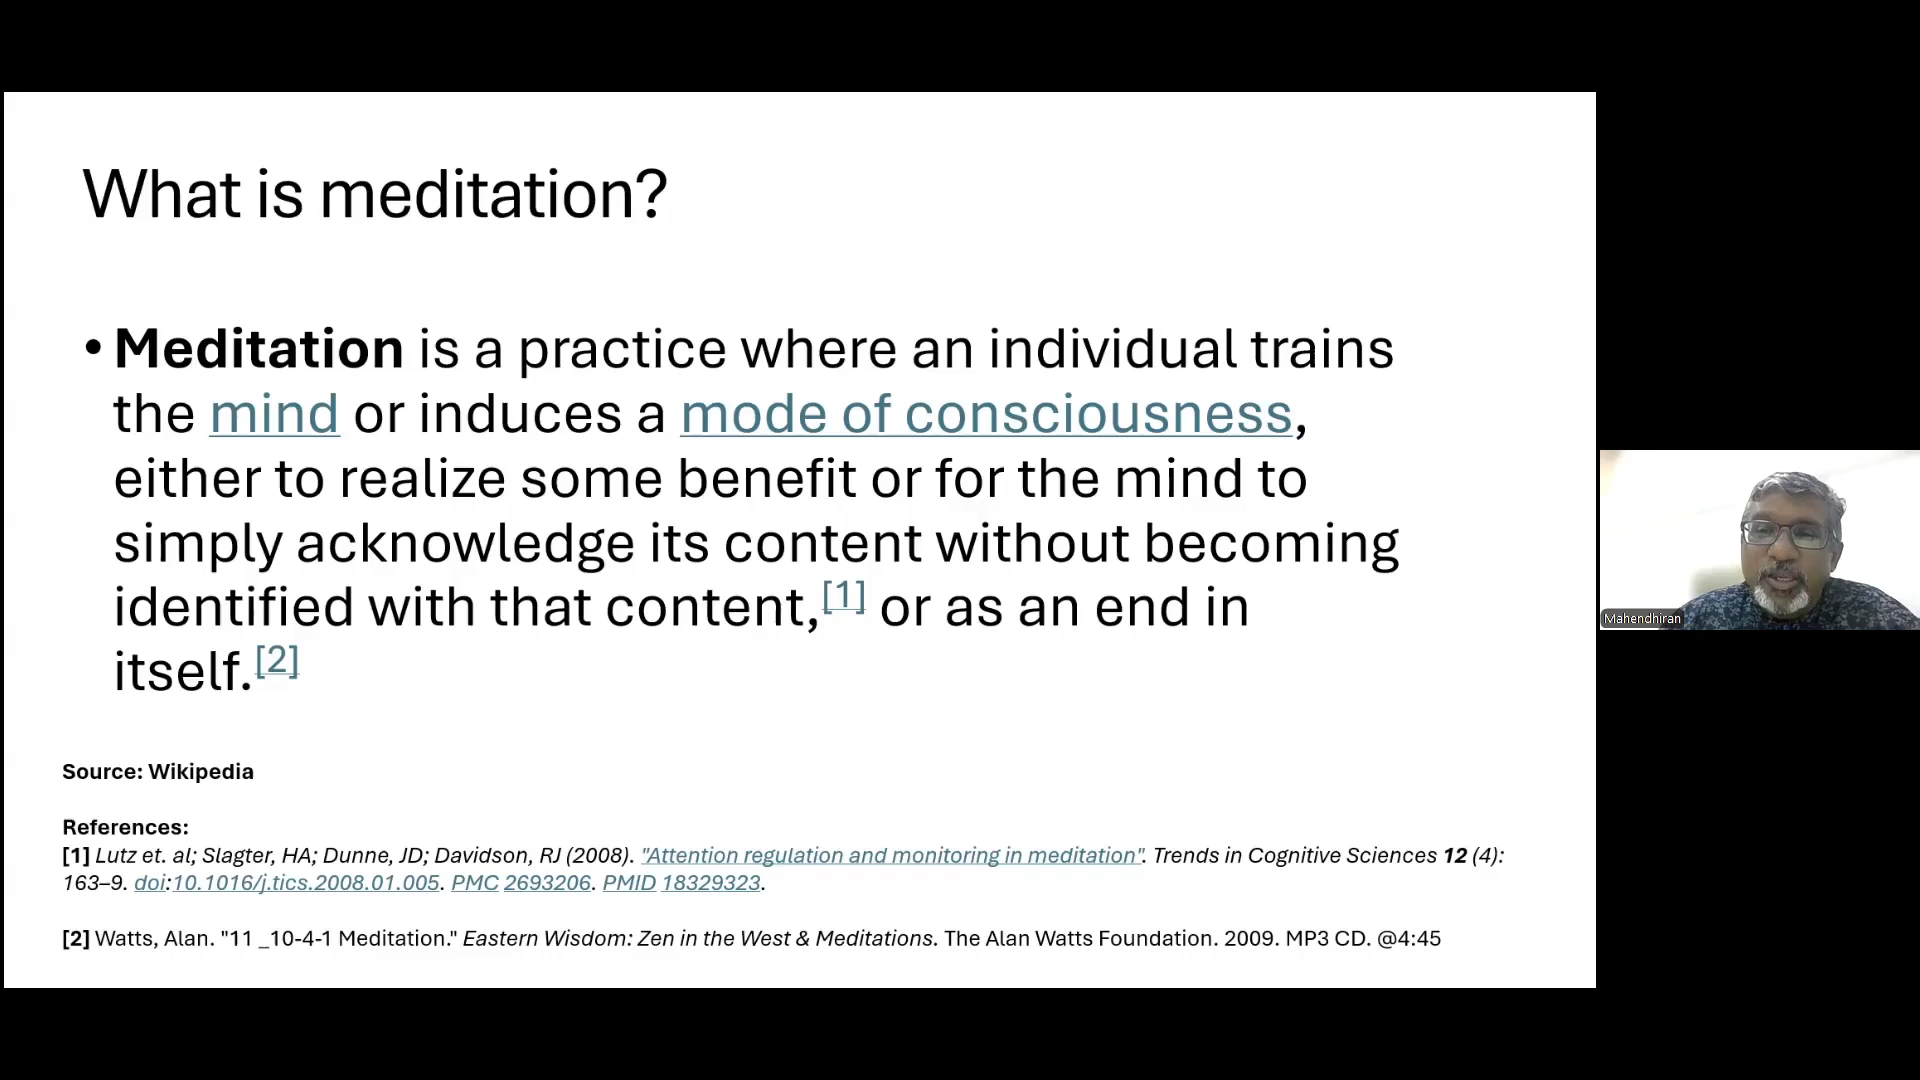 What is meditation?
• Meditation is a practice where an individual trains
the mind or induces a mode of consciousness,
either to realize some benefit or for the mind to
simply acknowledge its content without becoming
identified with that content,[1] or as an end in
itself.[2]
Source: Wikipedia
References:
[1] Lutz et. al; Slagter, HA; Dunne, JD; Davidson, RJ (2008). "Attention regulation and monitoring in meditation". Trends in Cognitive Sciences 12 (4):
163–9. doi:10.1016/j.tics.2008.01.005. PMC 2693206. PMID 18329323.
[2] Watts, Alan. "11 _10-4-1 Meditation." Eastern Wisdom: Zen in the West & Meditations. The Alan Watts Foundation. 2009. MP3 CD. @4:45
Mahendhiran